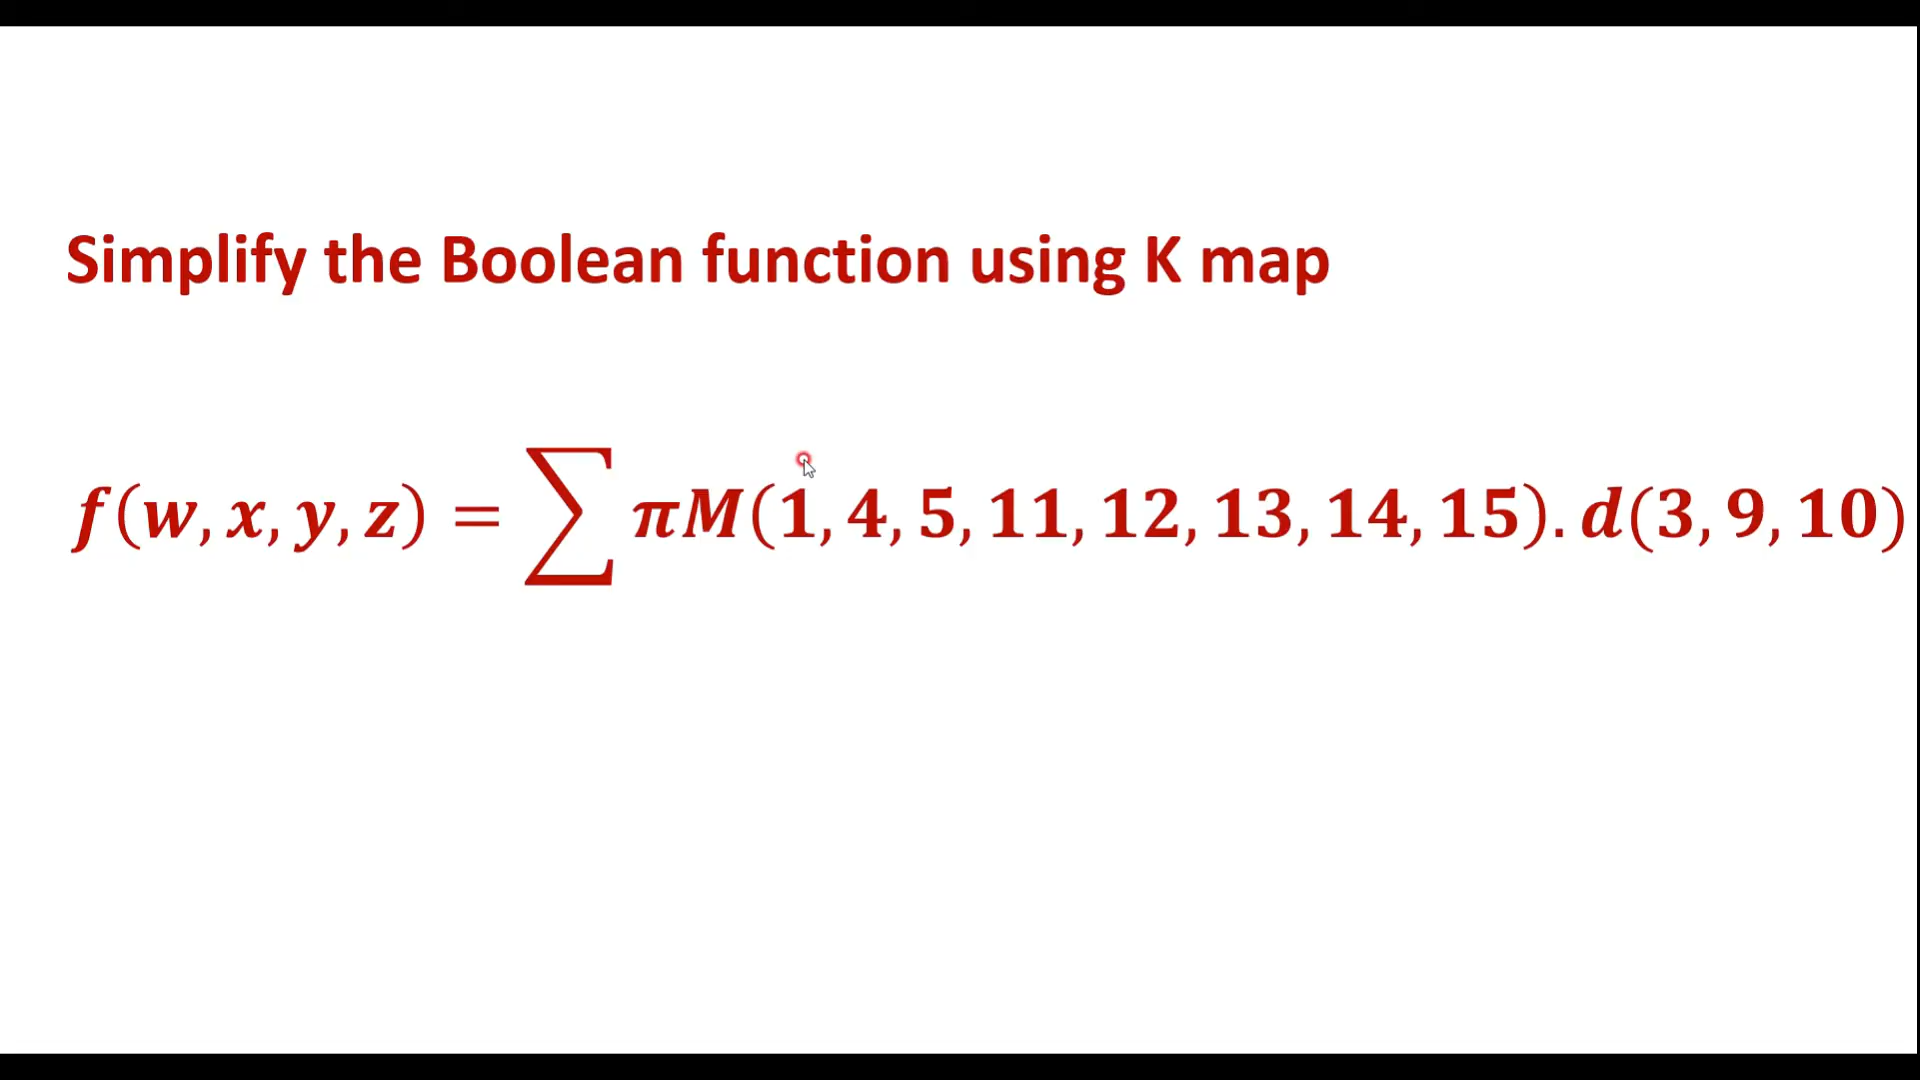 Simplify the Boolean function using K map
f(w, x, y, z) = ∑ πM(1, 4, 5, 11, 12, 13, 14, 15). d(3, 9, 10)